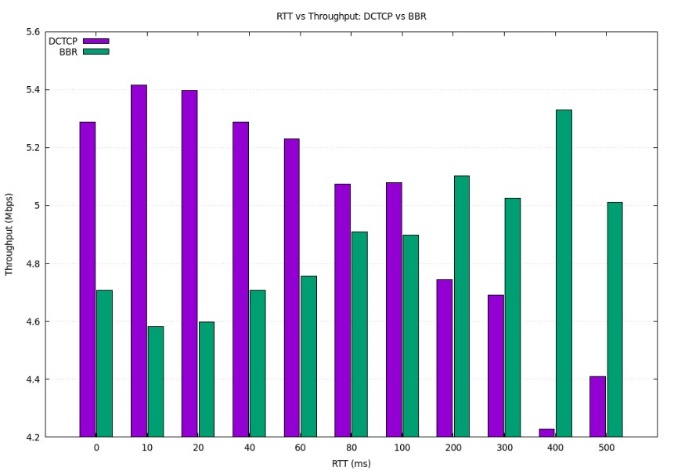 RTT vs Throughput: DCTCP vs BBR
5.6
DCTCP
BBR
5.4
5.2
5
4.8
4.6
4.4
4.2
Throughput (Mbps)
0 10 20 40 60 80 100 200 300 400 500
RTT (ms)